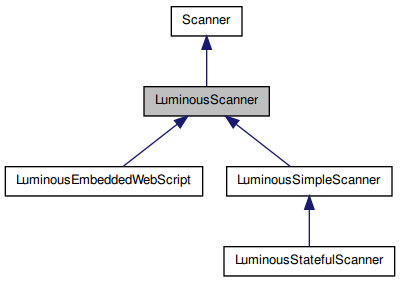 Scanner
LuminousScanner
LuminousEmbeddedWebScript
LuminousSimpleScanner
LuminousStatefulScanner